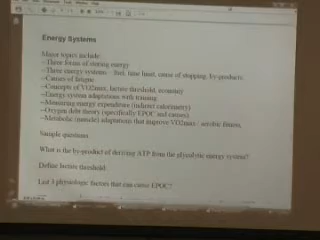 Energy Systems
Major topics include:
--Three forms of storing energy
--Three energy systems - fuel, time limit, cause of stopping, by-products
--Causes of fatigue
--Concepts of VO2max, lactate threshold, economy
--Energy system adaptations with training
--Measuring energy expenditure (indirect calorimetry)
--Oxygen debt theory (specifically EPOC and causes)
--Metabolic (muscle) adaptations that improve VO2max aerobic fitness,
Sample questions
What is the by-product of deriving ATP from the glycolytic energy system?
Define lactate threshold.
List 3 physiologic factors that can cause EPOC?